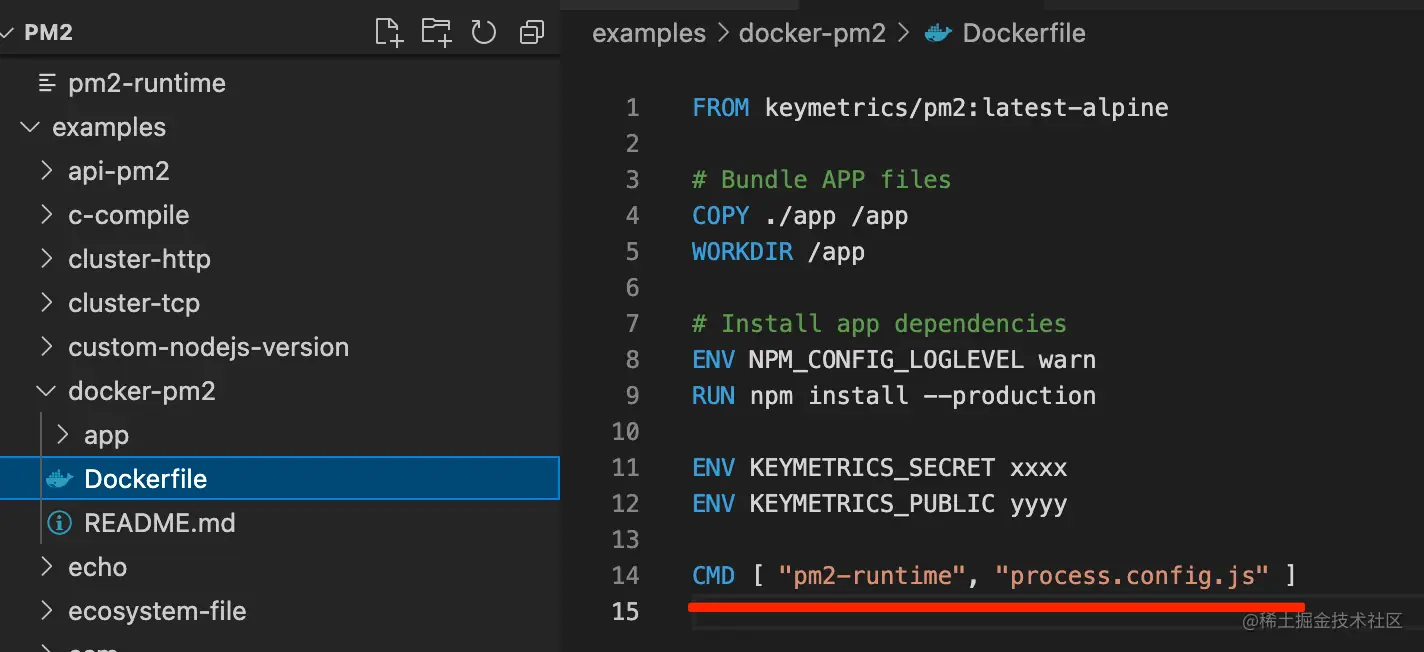 PM2
pm2-runtime
examples
api-pm2
c-compile
cluster-http
cluster-tcp
custom-nodejs-version
docker-pm2
app
Dockerfile
README.md
echo
ecosystem-file
examples > docker-pm2 > Dockerfile
1 FROM keymetrics/pm2:latest-alpine
2
3 # Bundle APP files
4 COPY ./app /app
5 WORKDIR /app
6
7 # Install app dependencies
8 ENV NPM_CONFIG_LOGLEVEL warn
9 RUN npm install --production
10
11 ENV KEYMETRICS_SECRET xxxx
12 ENV KEYMETRICS_PUBLIC yyyy
13
14 CMD [ "pm2-runtime", "process.config.js" ]
15
@稀土掘金技术社区